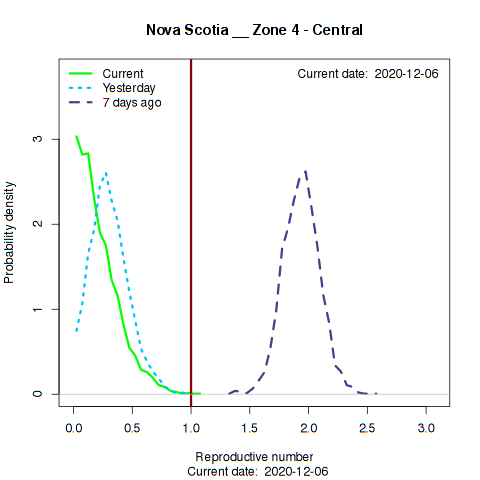 Nova Scotia __ Zone 4 - Central
Current date:  2020-12-06
Current
Yesterday
7 days ago
Probability density
3
2
1
0
0.0 0.5 1.0 1.5 2.0 2.5 3.0
Reproductive number
Current date:  2020-12-06